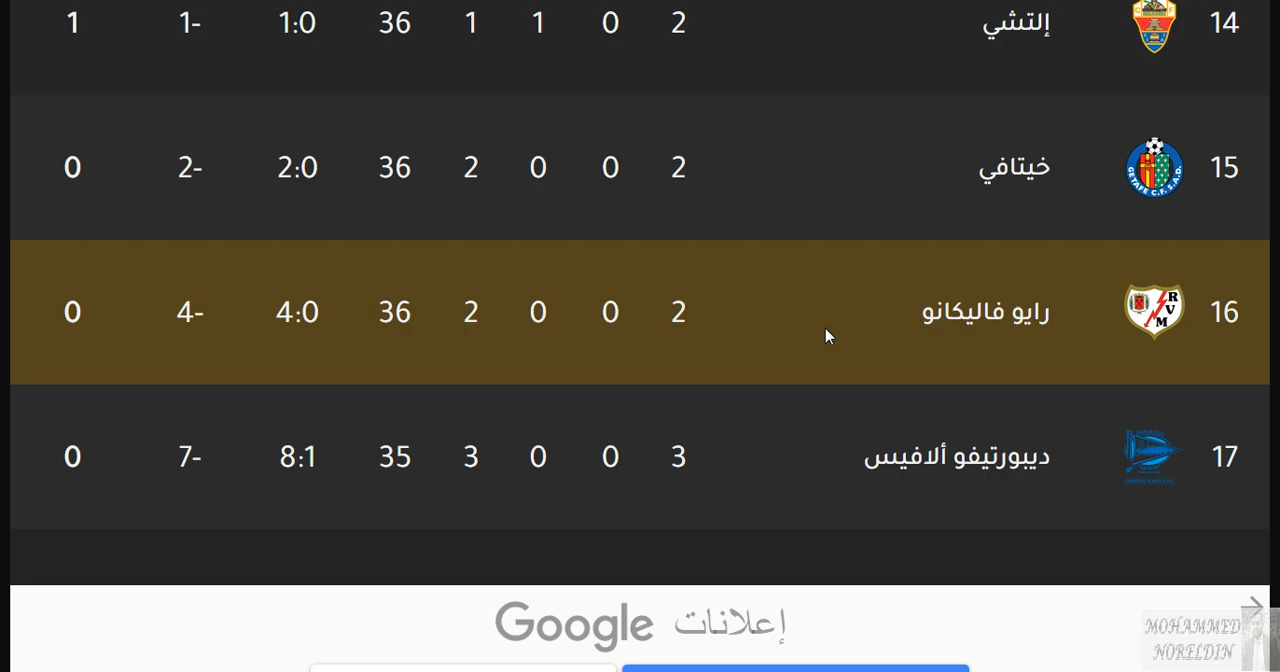 14 إلتشي 2 0 1 1 36 1:0 1- 1
15 خيتافي 2 0 0 2 36 2:0 2- 0
GETAFE C.F. S.A.D.
16 رايو فاليكانو 2 0 0 2 36 4:0 4- 0
RVM
17 ديبورتيفو ألافيس 3 0 0 3 35 8:1 7- 0
إعلانات Google
MOHAMMED
NORELDIN